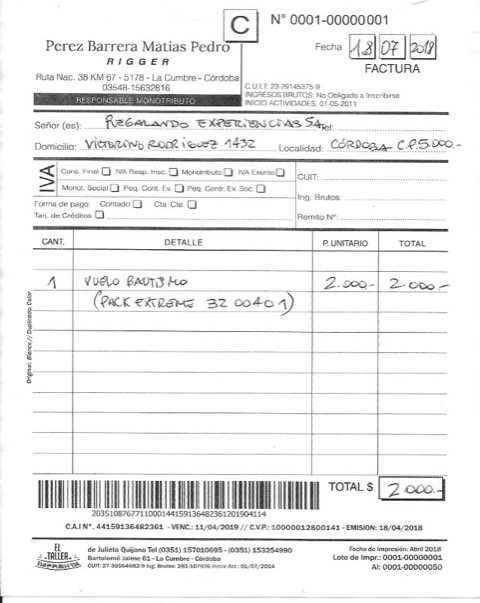 C
N° 0001-00000001
Perez Barrera Matias Pedro
RIGGER
Ruta Nac. 38 KM 67 - 5178 - La Cumbre - Córdoba
03548-15632816
RESPONSABLE MONOTRIBUTO
Fecha 18 07 2018
FACTURA
C.U.I.T: 23-29145375-9
INGRESOS BRUTOS: No Obligado a Inscribirse
INICIO ACTIVIDADES: 01-05-2011
Señor (es): REGALANDO EXPERIENCIAS SA Tel:
Domicilio: VICTORINO RODRIGUEZ 1432 Localidad: CÓRDOBA C.P.5000.-
IVA
Cons. Final IVA Resp. Insc. Monotributo IVA Exento
Monot. Social Peq. Cont. Ev. Peq. Contr. Ev. Soc.
Forma de pago: Contado Cta. Cte.
Tarj. de Créditos
CUIT:
Ing. Brutos:
Remito N°:
CANT. DETALLE P. UNITARIO TOTAL
1 VUELO BAUTISMO 2.000.- 2.000.-
(PACK EXTREME 3200401)
Original: Blanco // Duplicado: Color
TOTAL $ 2000.-
2035108767711000144159136482361201904114
C.A.I N°. 44159136482361 - VENC.: 11/04/2019 // C.V.P.: 10000012800141 - EMISION: 18/04/2018
EL TALLER
de Julieta Quijano Tel (0351) 157010695 - (0351) 153254990
Bartolomé Jaime 61 - La Cumbre - Córdoba
CUIT: 27-35564682-9 Ing. Brutos: 281-107976 Inicio Act.: 01/07/2014
Fecha de impresión: Abril 2018
Lote de Impr.: 0001-00000001
Al: 0001-00000050